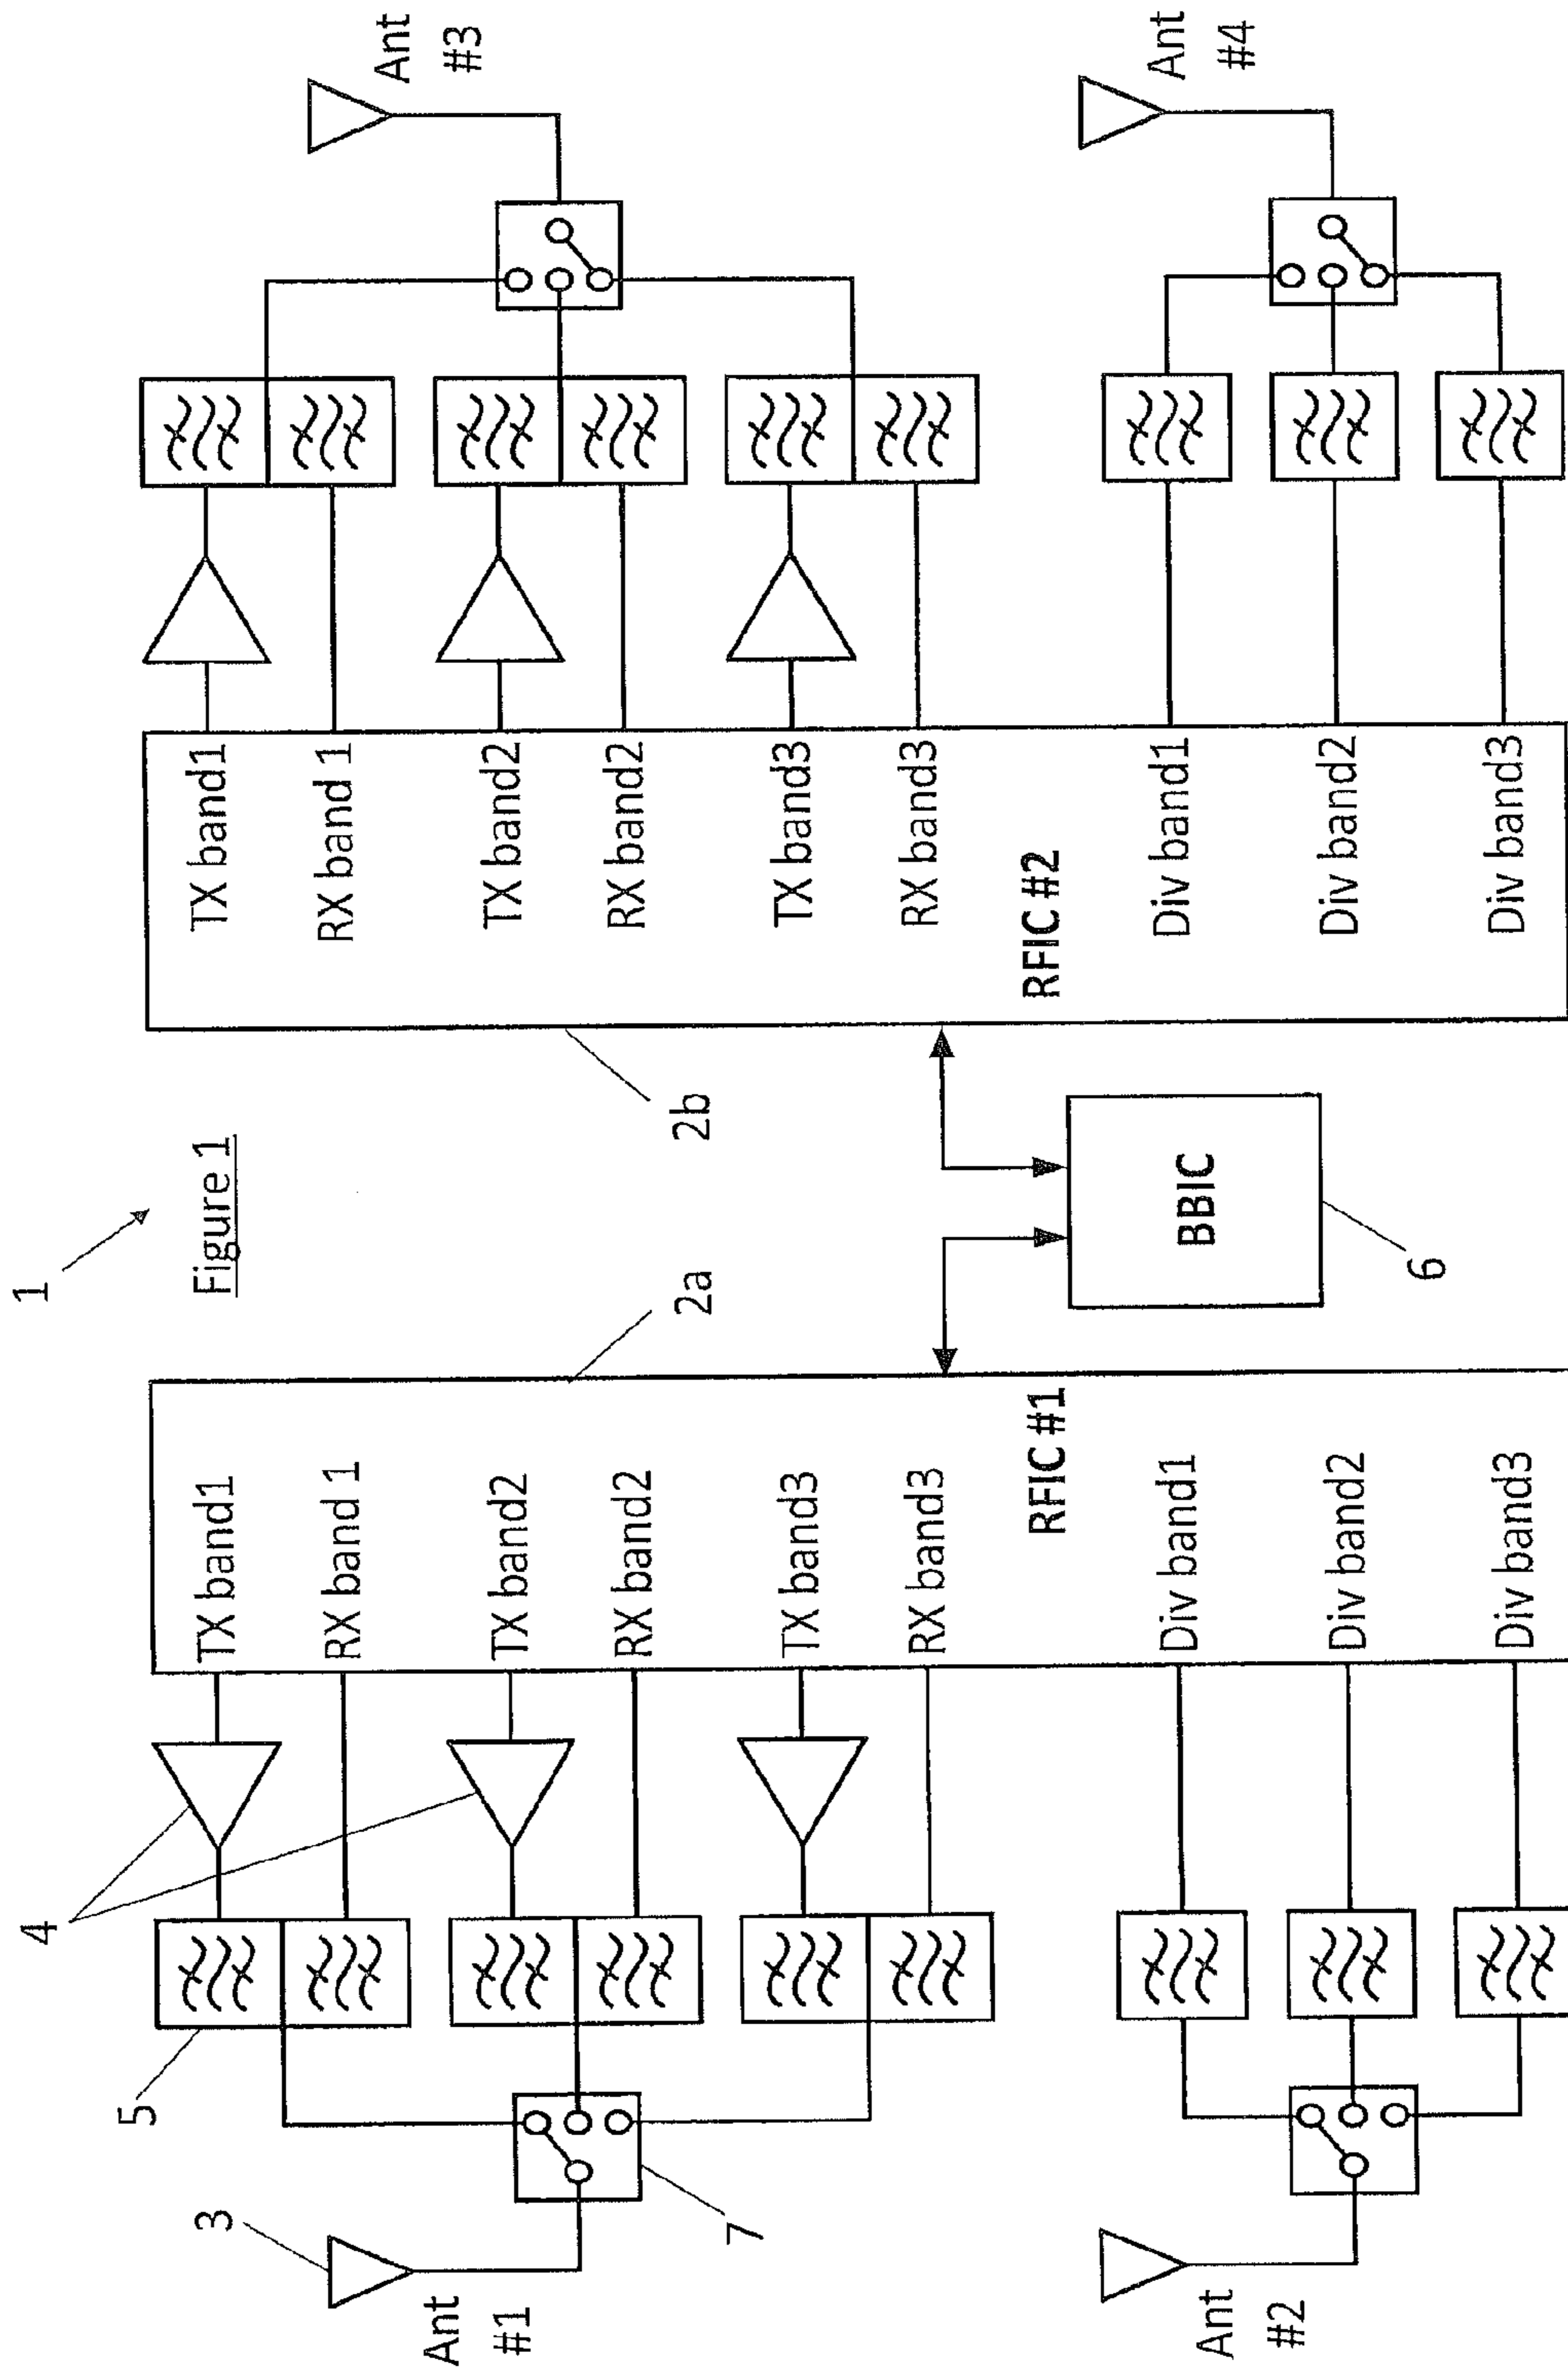 1
Figure 1
Ant
#1
3
7
5
4
TX band1
RX band 1
TX band2
RX band2
TX band3
RX band3
RFIC #1
Div band1
Div band2
Div band3
Ant
#2
2a
2b
BBIC
6
TX band1
RX band 1
TX band2
RX band2
TX band3
RX band3
RFIC #2
Div band1
Div band2
Div band3
Ant
#3
Ant
#4